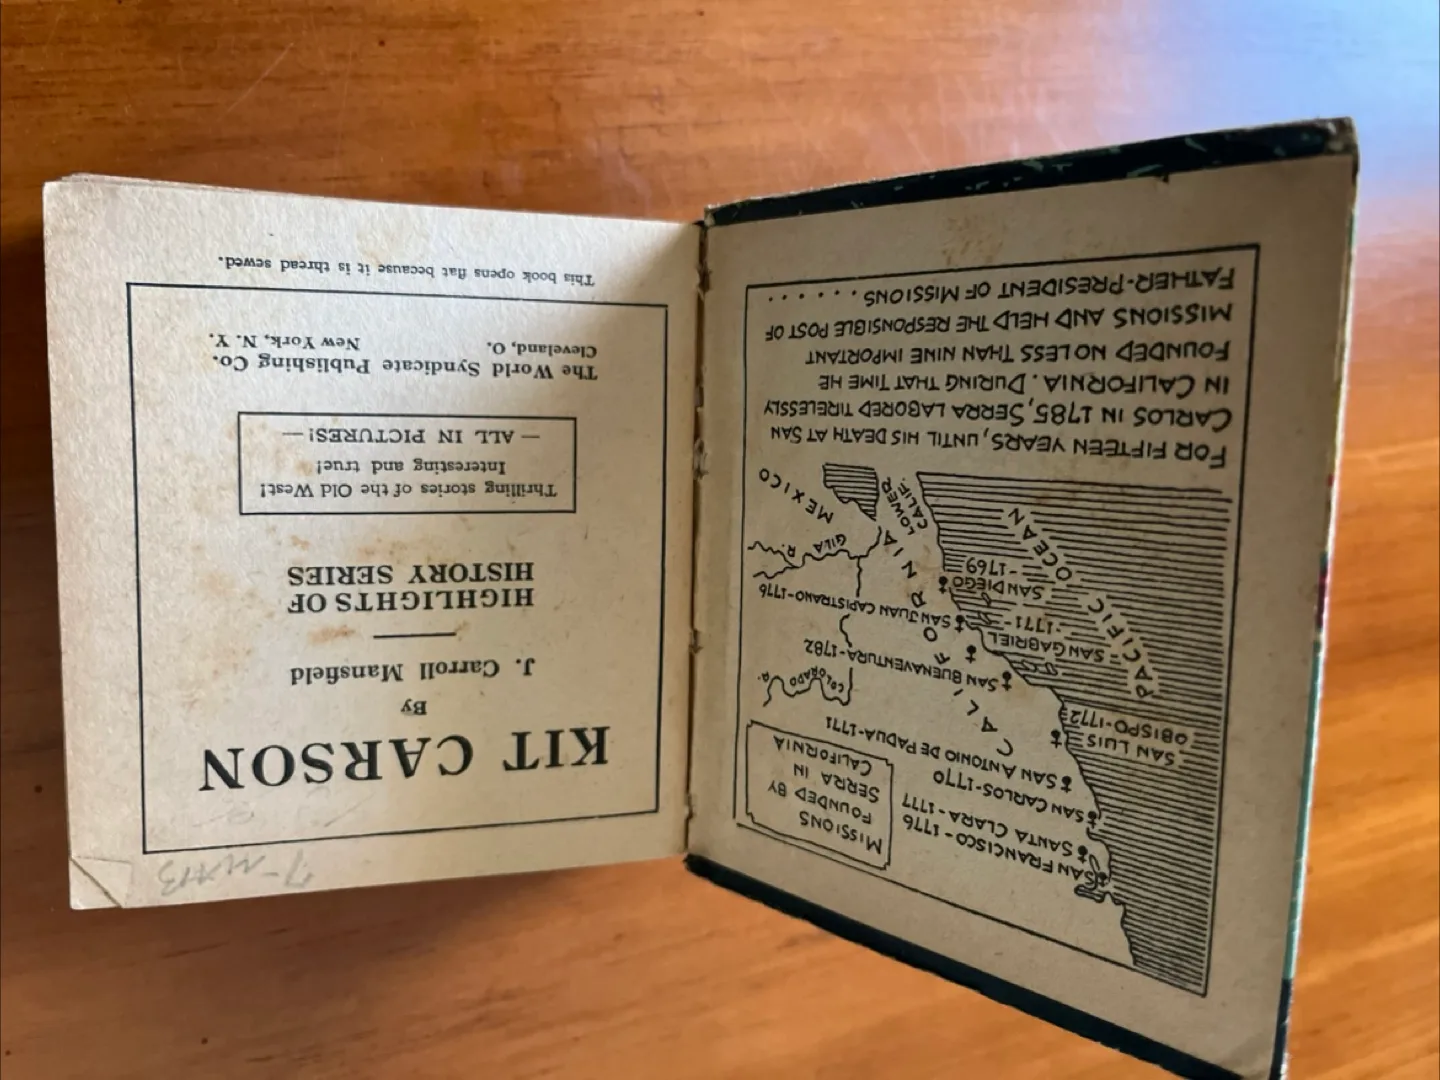 MISSIONS
FOUNDED BY
SERRA IN
CALIFORNIA
SAN FRANCISCO-1776
SANTA CLARA-1777
SAN CARLOS-1770
SAN ANTONIO DE PADUA-1771
SAN LUIS
OBISPO-1772
CALIFORNIA
COLORADO
R.
SAN BUENAVENTURA-1782
PACIFIC
OCEAN
SAN GABRIEL
-1771-
SAN JUAN CAPISTRANO-1776
SAN DIEGO
-1769
GILA R.
LOWER
CALIF.
MEXICO
FOR FIFTEEN YEARS, UNTIL HIS DEATH AT SAN
CARLOS IN 1785, SERRA LABORED TIRELESSLY
IN CALIFORNIA. DURING THAT TIME HE
FOUNDED NO LESS THAN NINE IMPORTANT
MISSIONS AND HELD THE RESPONSIBLE POST OF
FATHER-PRESIDENT OF MISSIONS . . . . . .
KIT CARSON
By
J. Carroll Mansfield
HIGHLIGHTS OF
HISTORY SERIES
Thrilling stories of the Old West!
Interesting and true!
— ALL IN PICTURES! —
The World Syndicate Publishing Co.
Cleveland, O. New York, N. Y.
This book opens flat because it is thread sewed.